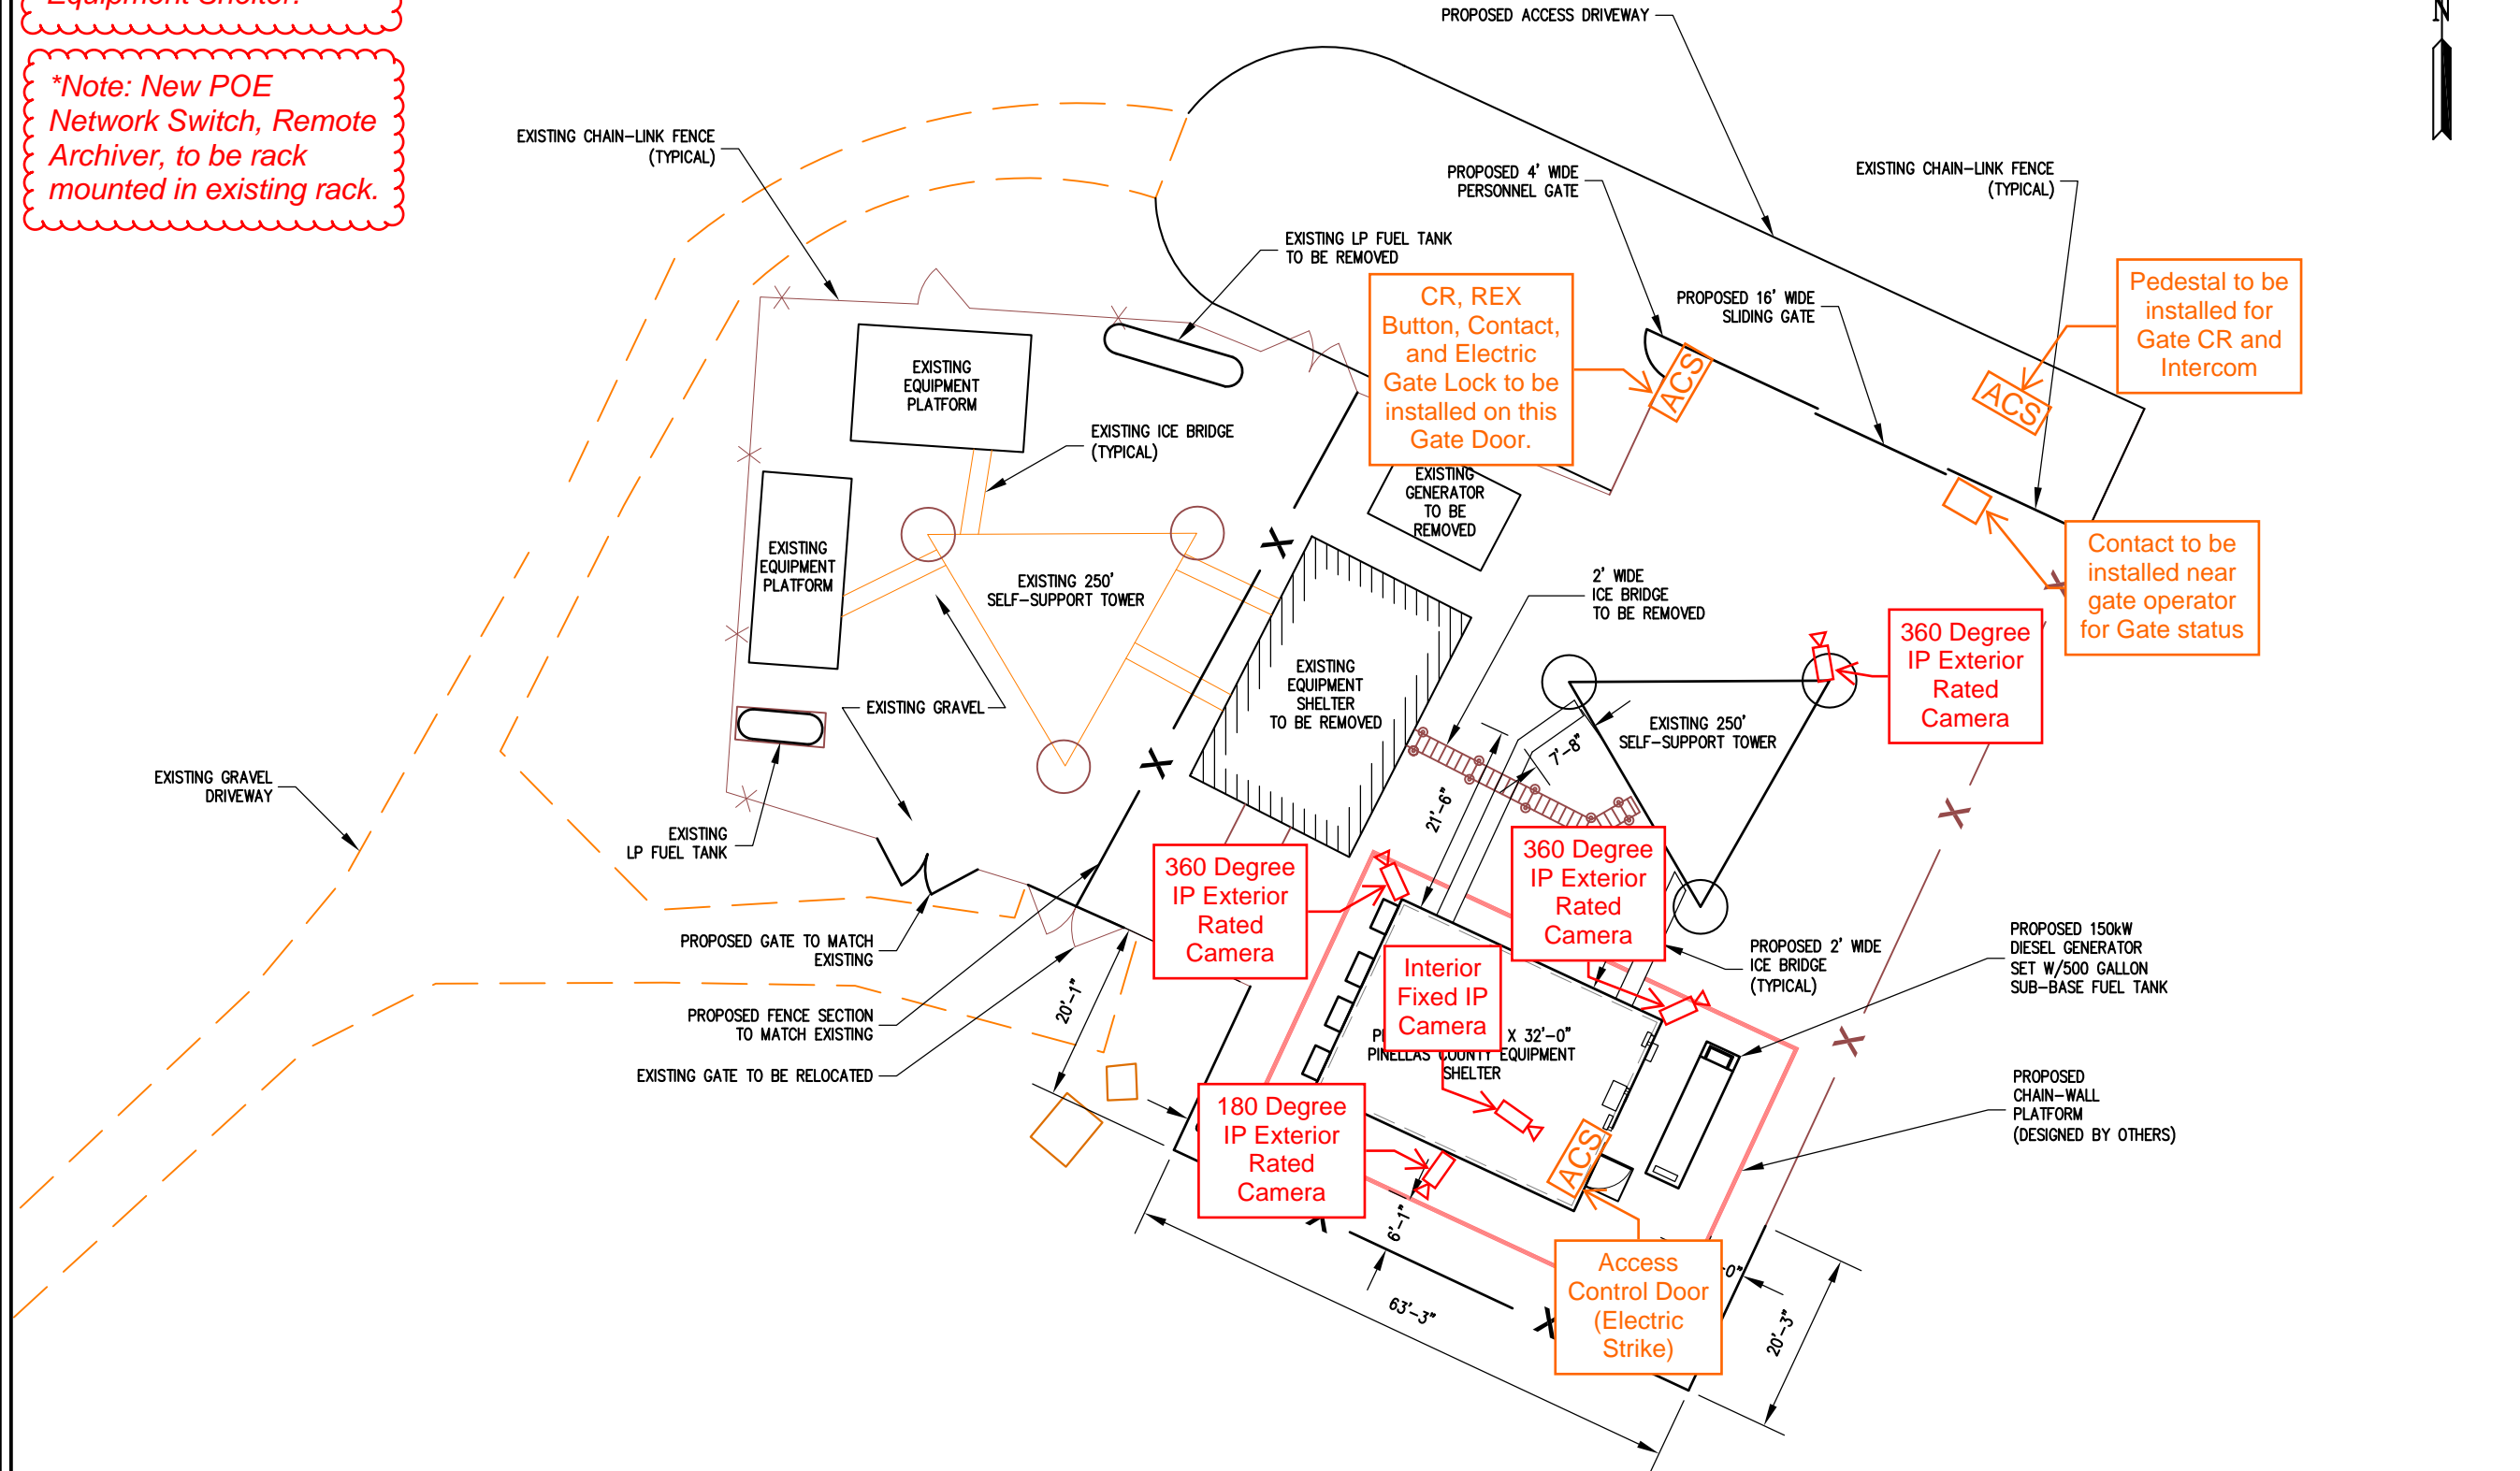 Equipment Shelter.
*Note: New POE
Network Switch, Remote
Archiver, to be rack
mounted in existing rack.
PROPOSED ACCESS DRIVEWAY
N
EXISTING CHAIN-LINK FENCE
(TYPICAL)
PROPOSED 4' WIDE
PERSONNEL GATE
EXISTING CHAIN-LINK FENCE
(TYPICAL)
EXISTING LP FUEL TANK
TO BE REMOVED
CR, REX
Button, Contact,
and Electric
Gate Lock to be
installed on this
Gate Door.
PROPOSED 16' WIDE
SLIDING GATE
Pedestal to be
installed for
Gate CR and
Intercom
ACS
ACS
EXISTING
EQUIPMENT
PLATFORM
EXISTING ICE BRIDGE
(TYPICAL)
EXISTING
GENERATOR
TO BE
REMOVED
EXISTING
EQUIPMENT
PLATFORM
EXISTING 250'
SELF-SUPPORT TOWER
X
2' WIDE
ICE BRIDGE
TO BE REMOVED
Contact to be
installed near
gate operator
for Gate status
X
360 Degree
IP Exterior
Rated
Camera
EXISTING
EQUIPMENT
SHELTER
TO BE REMOVED
EXISTING GRAVEL
EXISTING 250'
SELF-SUPPORT TOWER
7'-8"
21'-6"
X
X
EXISTING GRAVEL
DRIVEWAY
EXISTING
LP FUEL TANK
360 Degree
IP Exterior
Rated
Camera
360 Degree
IP Exterior
Rated
Camera
PROPOSED GATE TO MATCH
EXISTING
PROPOSED 2' WIDE
ICE BRIDGE
(TYPICAL)
PROPOSED 150kW
DIESEL GENERATOR
SET W/500 GALLON
SUB-BASE FUEL TANK
Interior
Fixed IP
Camera
20'-1"
PROPOSED FENCE SECTION
TO MATCH EXISTING
X 32'-0"
PINELLAS COUNTY EQUIPMENT
SHELTER
X
EXISTING GATE TO BE RELOCATED
PROPOSED
CHAIN-WALL
PLATFORM
(DESIGNED BY OTHERS)
180 Degree
IP Exterior
Rated
Camera
ACS
6'-1"
X
Access
Control Door
(Electric
Strike)
63'-3"
X
20'-3"